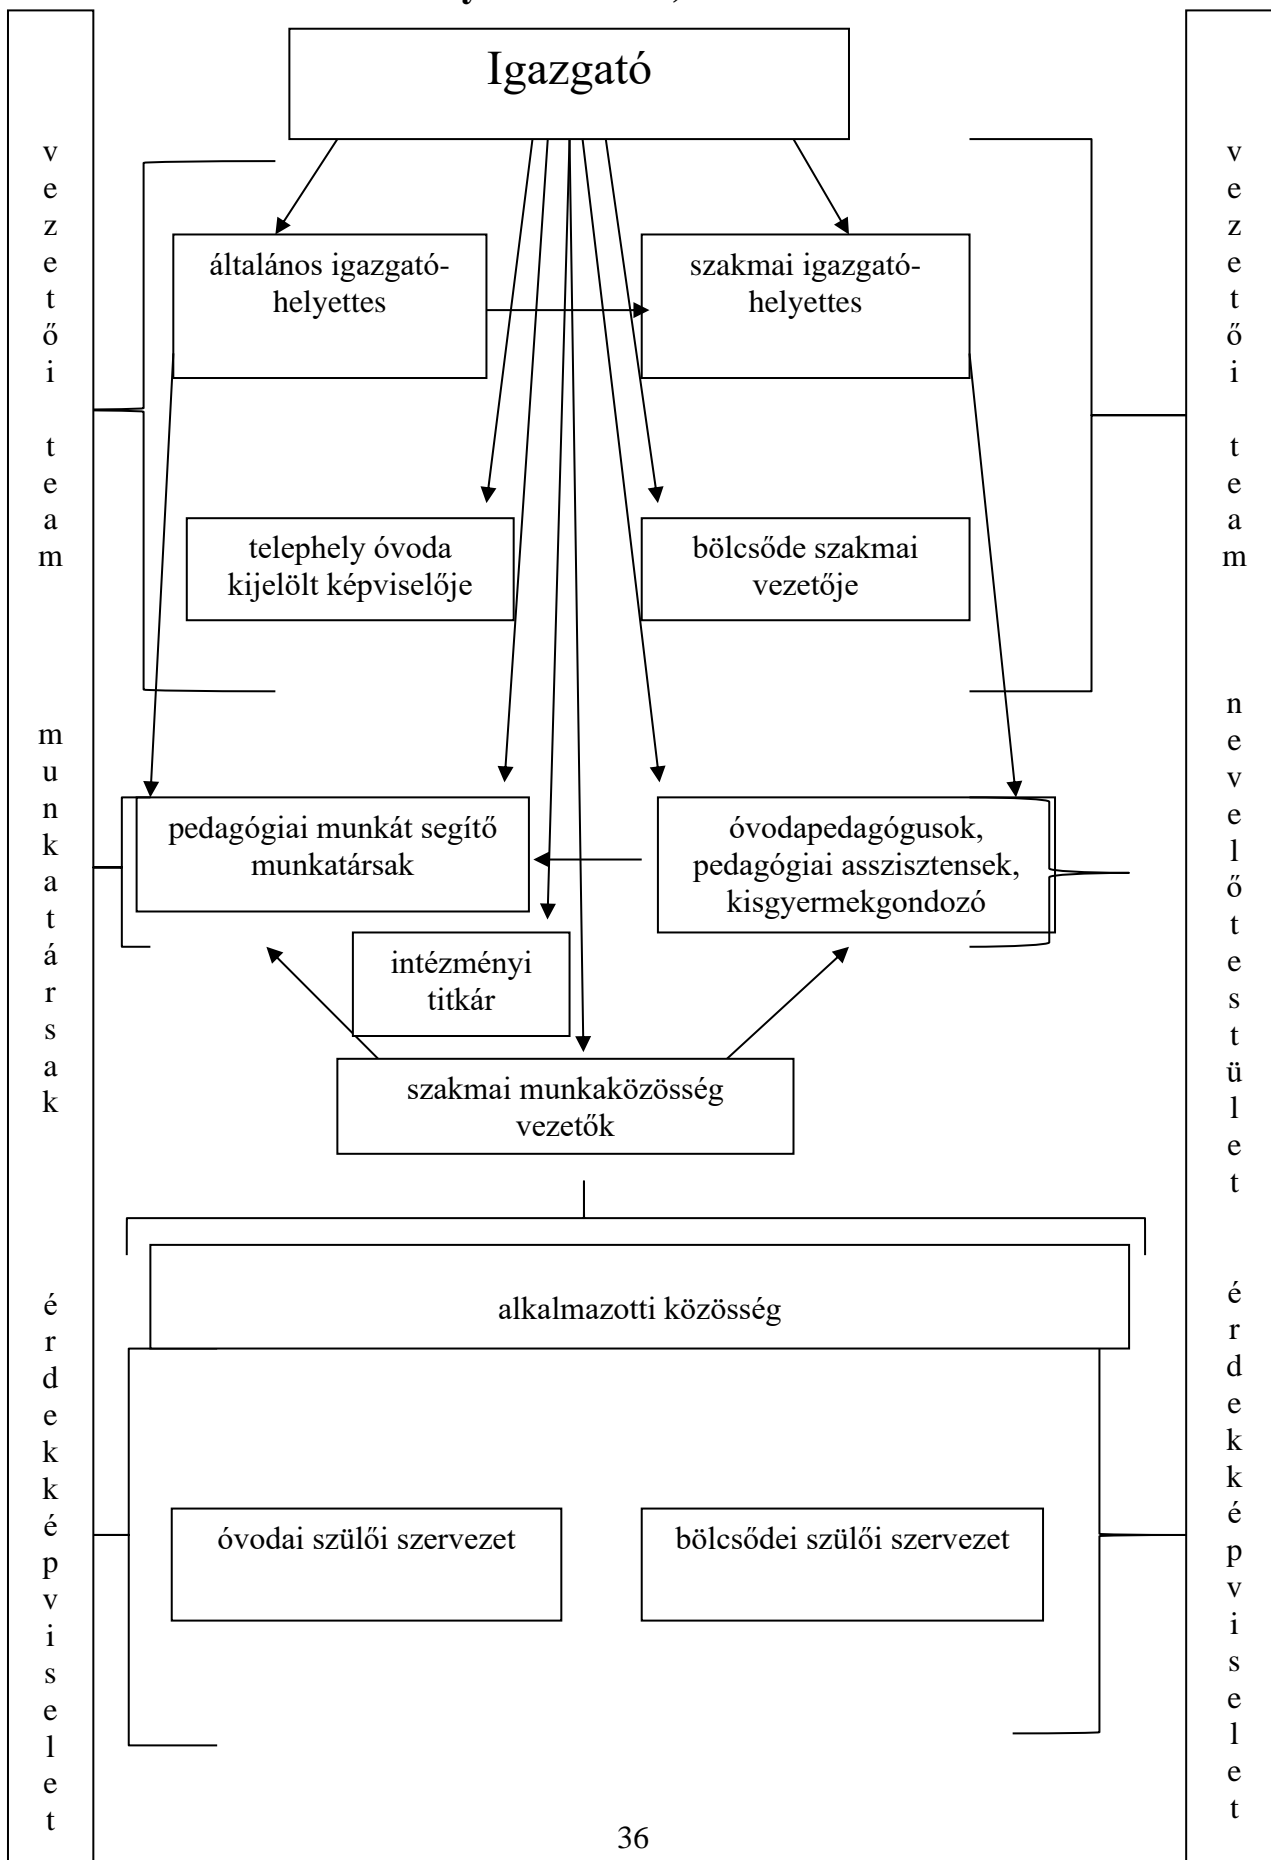 Igazgató
vezetői team munkatársak érdekképviselet
általános igazgató-
helyettes
szakmai igazgató-
helyettes
telephely óvoda
kijelölt képviselője
bölcsőde szakmai
vezetője
pedagógiai munkát segítő
munkatársak
óvodapedagógusok,
pedagógiai asszisztensek,
kisgyermekgondozó
intézményi
titkár
szakmai munkaközösség
vezetők
alkalmazotti közösség
óvodai szülői szervezet
bölcsődei szülői szervezet
vezetői team nevelőtestület érdekképviselet
36